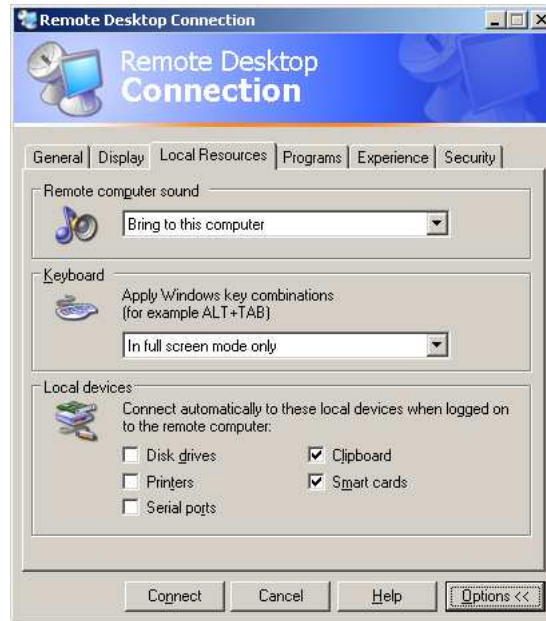 Remote Desktop Connection
Remote Desktop
Connection
General Display Local Resources Programs Experience Security
Remote computer sound
Bring to this computer
Keyboard
Apply Windows key combinations
(for example ALT+TAB)
In full screen mode only
Local devices
Connect automatically to these local devices when logged on
to the remote computer:
Disk drives Clipboard
Printers Smart cards
Serial ports
Connect Cancel Help Options <<